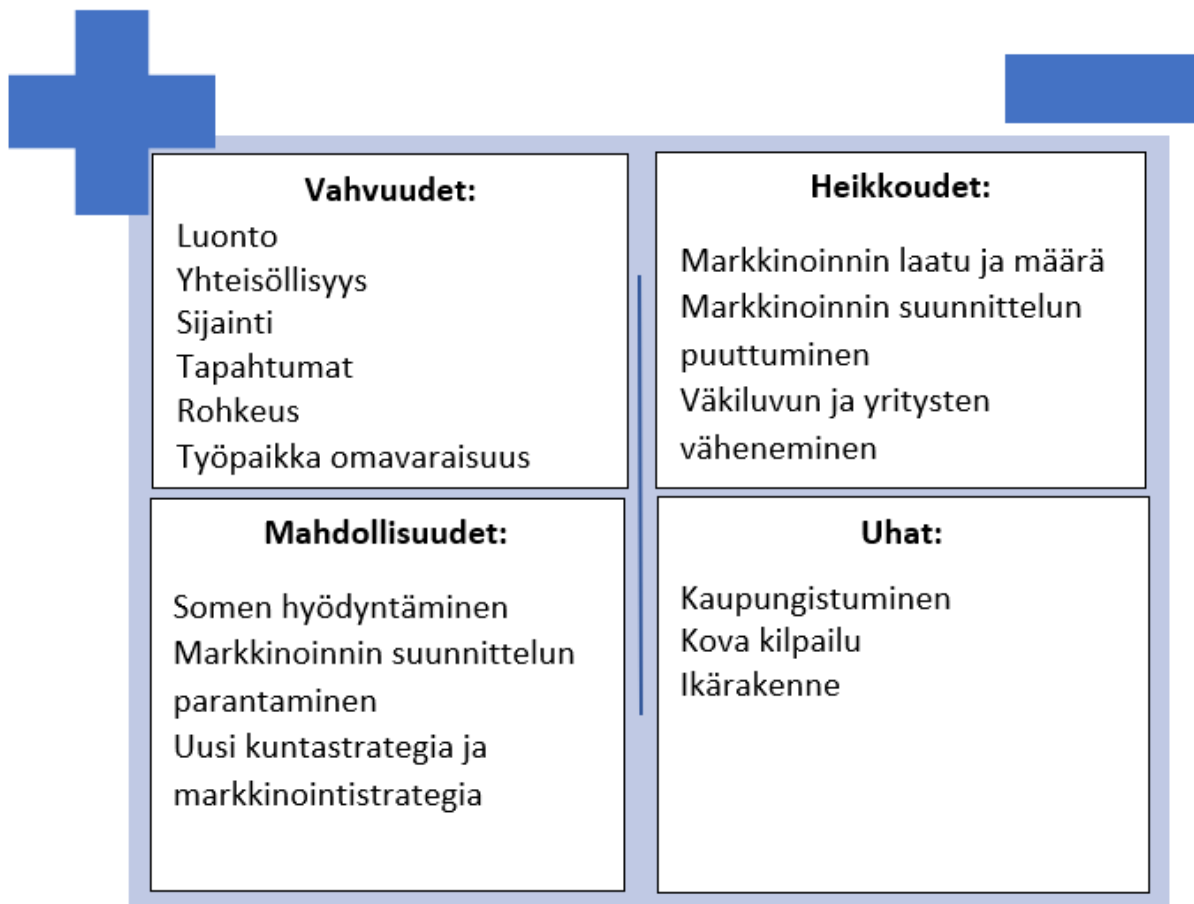 Vahvuudet:
Luonto
Yhteisöllisyys
Sijainti
Tapahtumat
Rohkeus
Työpaikka omavaraisuus
Heikkoudet:
Markkinoinnin laatu ja määrä
Markkinoinnin suunnittelun
puuttuminen
Väkiluvun ja yritysten
väheneminen
Mahdollisuudet:
Somen hyödyntäminen
Markkinoinnin suunnittelun
parantaminen
Uusi kuntastrategia ja
markkinointistrategia
Uhat:
Kaupungistuminen
Kova kilpailu
Ikärakenne